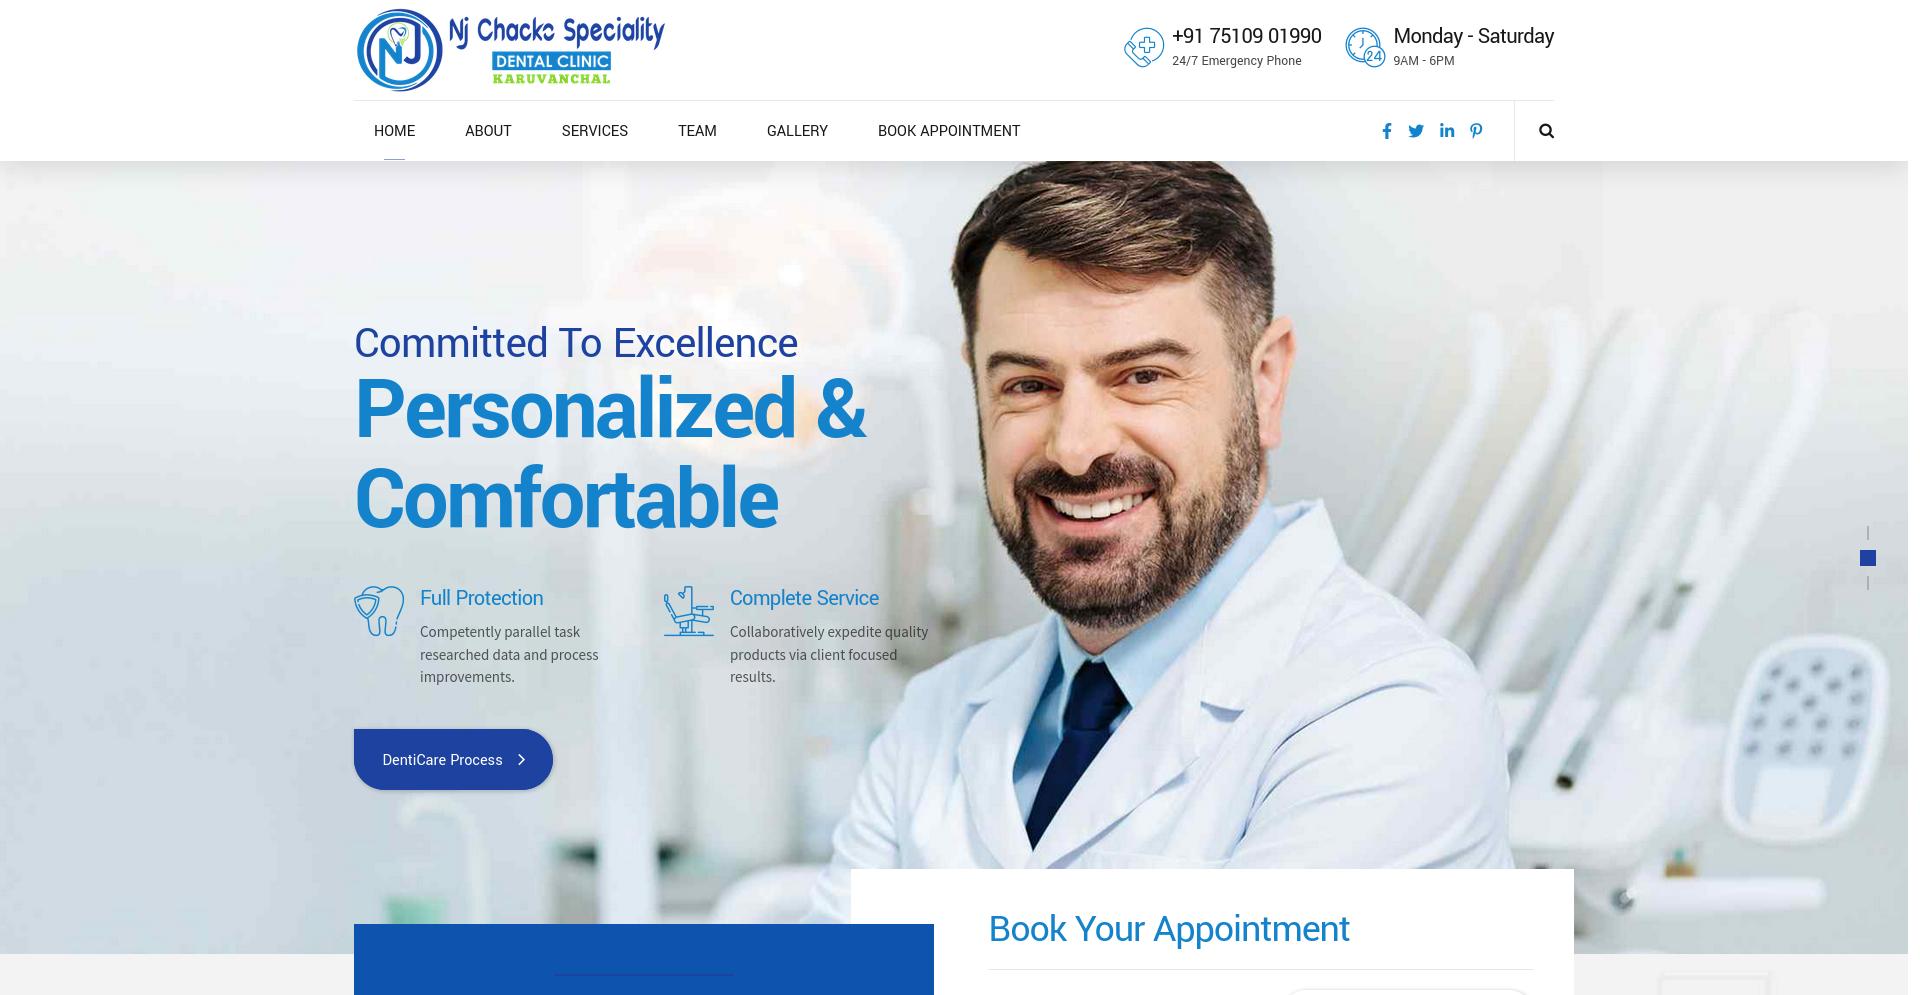 NJ
Nj Chacko Speciality
DENTAL CLINIC
KARUVANCHAL
+91 75109 01990
24/7 Emergency Phone
24
Monday - Saturday
9AM - 6PM
HOME
ABOUT
SERVICES
TEAM
GALLERY
BOOK APPOINTMENT
Committed To Excellence
Personalized &
Comfortable
Full Protection
Competently parallel task
researched data and process
improvements.
Complete Service
Collaboratively expedite quality
products via client focused
results.
DentiCare Process
Book Your Appointment